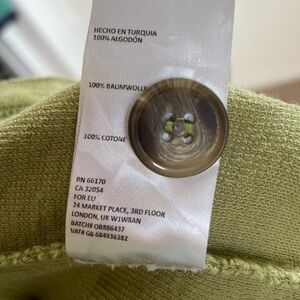 HECHO EN TURQUIA
100% ALGODÓN
100% BAUMWOLLE
100% COTONE
RN 66170
CA 32054
FOR EU
24 MARKET PLACE, 3RD FLOOR
LONDON, UK W1W8AN
BATCH# OB886437
VAT# GB 684936382